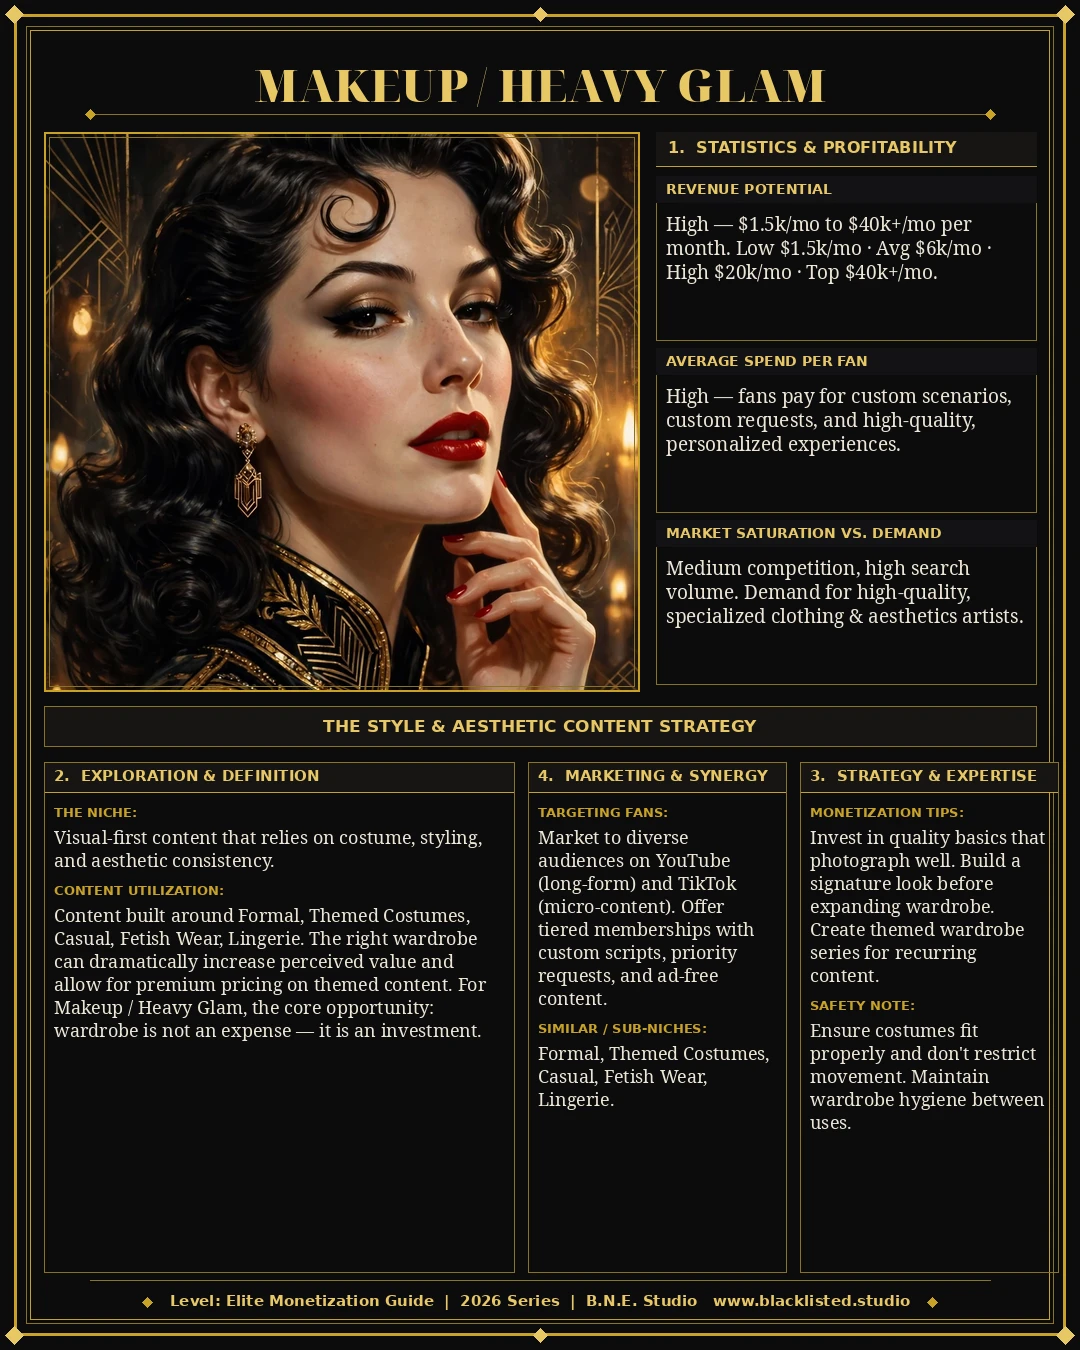 MAKEUP / HEAVY GLAM
1. STATISTICS & PROFITABILITY
REVENUE POTENTIAL
High — $1.5k/mo to $40k+/mo per
month. Low $1.5k/mo · Avg $6k/mo ·
High $20k/mo · Top $40k+/mo.
AVERAGE SPEND PER FAN
High — fans pay for custom scenarios,
custom requests, and high-quality,
personalized experiences.
MARKET SATURATION VS. DEMAND
Medium competition, high search
volume. Demand for high-quality,
specialized clothing & aesthetics artists.
THE STYLE & AESTHETIC CONTENT STRATEGY
2. EXPLORATION & DEFINITION
THE NICHE:
Visual-first content that relies on costume, styling,
and aesthetic consistency.
CONTENT UTILIZATION:
Content built around Formal, Themed Costumes,
Casual, Fetish Wear, Lingerie. The right wardrobe
can dramatically increase perceived value and
allow for premium pricing on themed content. For
Makeup / Heavy Glam, the core opportunity:
wardrobe is not an expense — it is an investment.
4. MARKETING & SYNERGY
TARGETING FANS:
Market to diverse
audiences on YouTube
(long-form) and TikTok
(micro-content). Offer
tiered memberships with
custom scripts, priority
requests, and ad-free
content.
SIMILAR / SUB-NICHES:
Formal, Themed Costumes,
Casual, Fetish Wear,
Lingerie.
3. STRATEGY & EXPERTISE
MONETIZATION TIPS:
Invest in quality basics that
photograph well. Build a
signature look before
expanding wardrobe.
Create themed wardrobe
series for recurring
content.
SAFETY NOTE:
Ensure costumes fit
properly and don't restrict
movement. Maintain
wardrobe hygiene between
uses.
Level: Elite Monetization Guide | 2026 Series | B.N.E. Studio www.blacklisted.studio